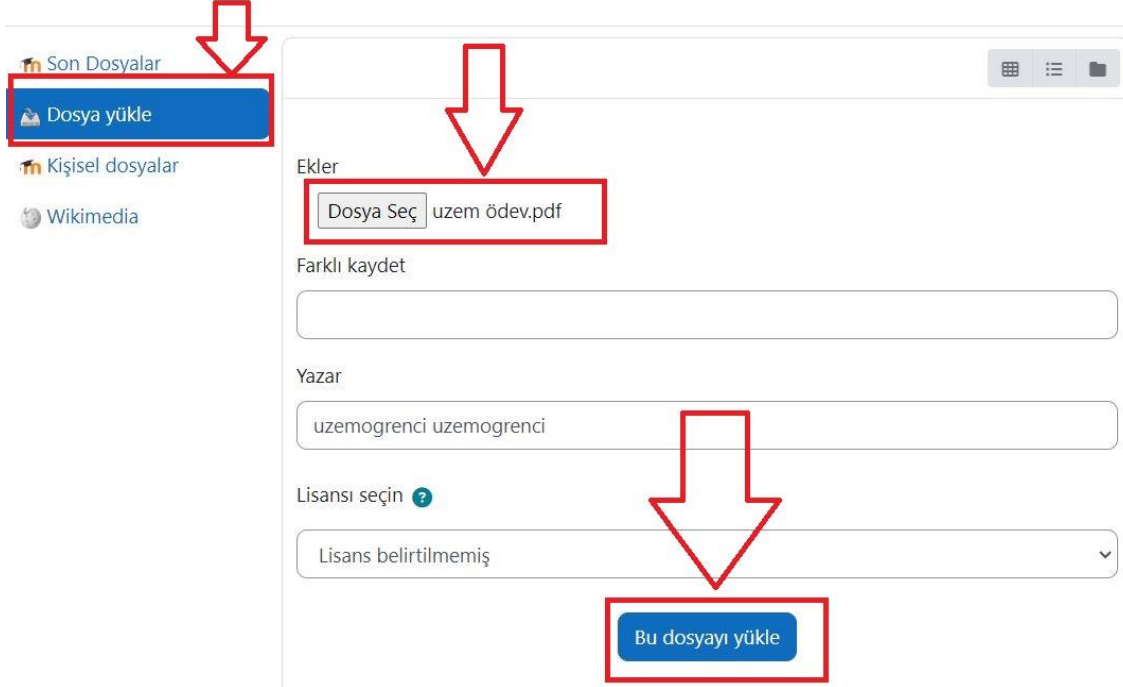 Son Dosyalar
Dosya yükle
Kişisel dosyalar
Wikimedia
Ekler
Dosya Seç uzem ödev.pdf
Farklı kaydet
Yazar
uzemogrenci uzemogrenci
Lisansı seçin ?
Lisans belirtilmemiş
Bu dosyayı yükle